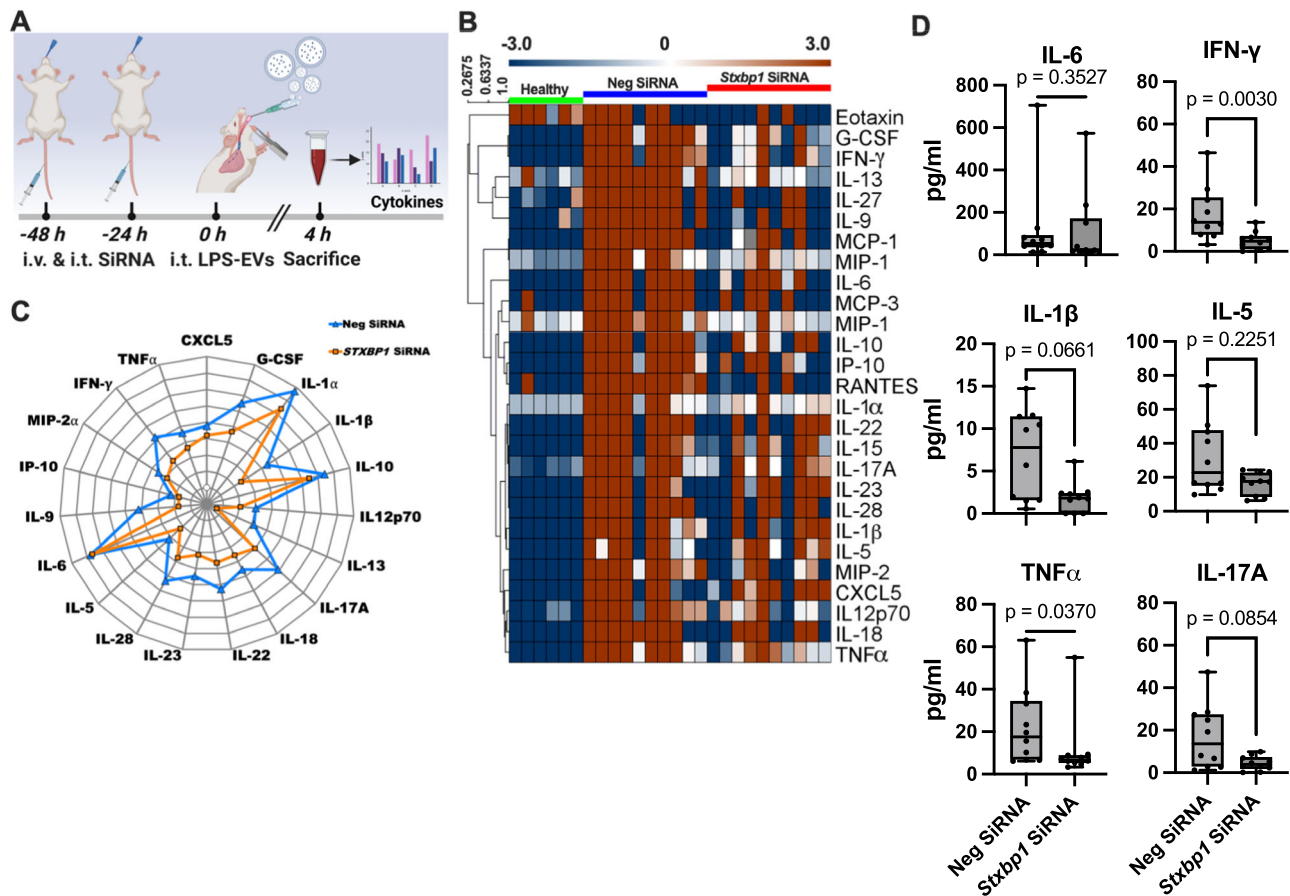 A
Cytokines
-48 h
-24 h
0 h
4 h
i.v. & i.t. SiRNA
i.t. LPS-EVs
Sacrifice
B
-3.0
0
3.0
0.2675
0.6337
1.0
Healthy
Neg SiRNA
Stxbp1 SiRNA
Eotaxin
G-CSF
IFN-γ
IL-13
IL-27
IL-9
MCP-1
MIP-1
IL-6
MCP-3
MIP-1
IL-10
IP-10
RANTES
IL-1α
IL-22
IL-15
IL-17A
IL-23
IL-28
IL-1β
IL-5
MIP-2
CXCL5
IL12p70
IL-18
TNFα
C
Neg SiRNA
STXBP1 SiRNA
CXCL5
G-CSF
IL-1α
IL-1β
IL-10
IL12p70
IL-13
IL-17A
IL-18
IL-22
IL-23
IL-28
IL-5
IL-6
IL-9
IP-10
MIP-2α
IFN-γ
TNFα
D
IL-6
p = 0.3527
pg/ml
800
600
400
200
0
IFN-γ
p = 0.0030
80
60
40
20
0
IL-1β
p = 0.0661
pg/ml
20
15
10
5
0
IL-5
p = 0.2251
100
80
60
40
20
0
TNFα
p = 0.0370
pg/ml
80
60
40
20
0
Neg SiRNA
Stxbp1 SiRNA
IL-17A
p = 0.0854
80
60
40
20
0
Neg SiRNA
Stxbp1 SiRNA